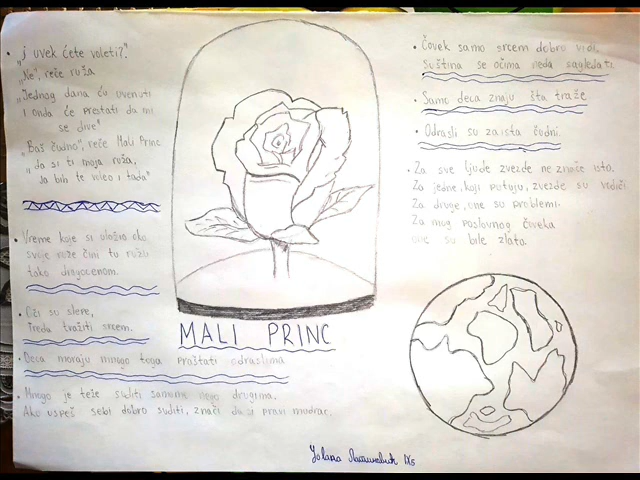 • „I uvek ćete voleti?"
„Ne", reče ruža
„Jednog dana ću uvenuti
i onda će prestati da mi
se dive"
„Baš čudno", reče Mali Princ
„da si ti moja ruža,
Ja bih te voleo i tada"
• Vreme koje si uložio oko
svoje ruže čini tu ružu
tako dragocenom.
• Oči su slepe,
Treba tražiti srcem.
• Deca moraju mnogo toga praštati odraslima
• Mnogo je teže suditi samome nego drugima.
Ako uspeš sebi dobro suditi, znači da si pravi mudrac.
MALI PRINC
• Čovek samo srcem dobro vidi.
Suština se očima neda sagledati.
• Samo deca znaju šta traže.
• Odrasli su zaista čudni.
Za sve ljude zvezde ne znače isto.
Za jedne, koji putuju, zvezde su vodiči
Za druge, one su problemi.
Za mog poslovnog čoveka
one su bile zlato.